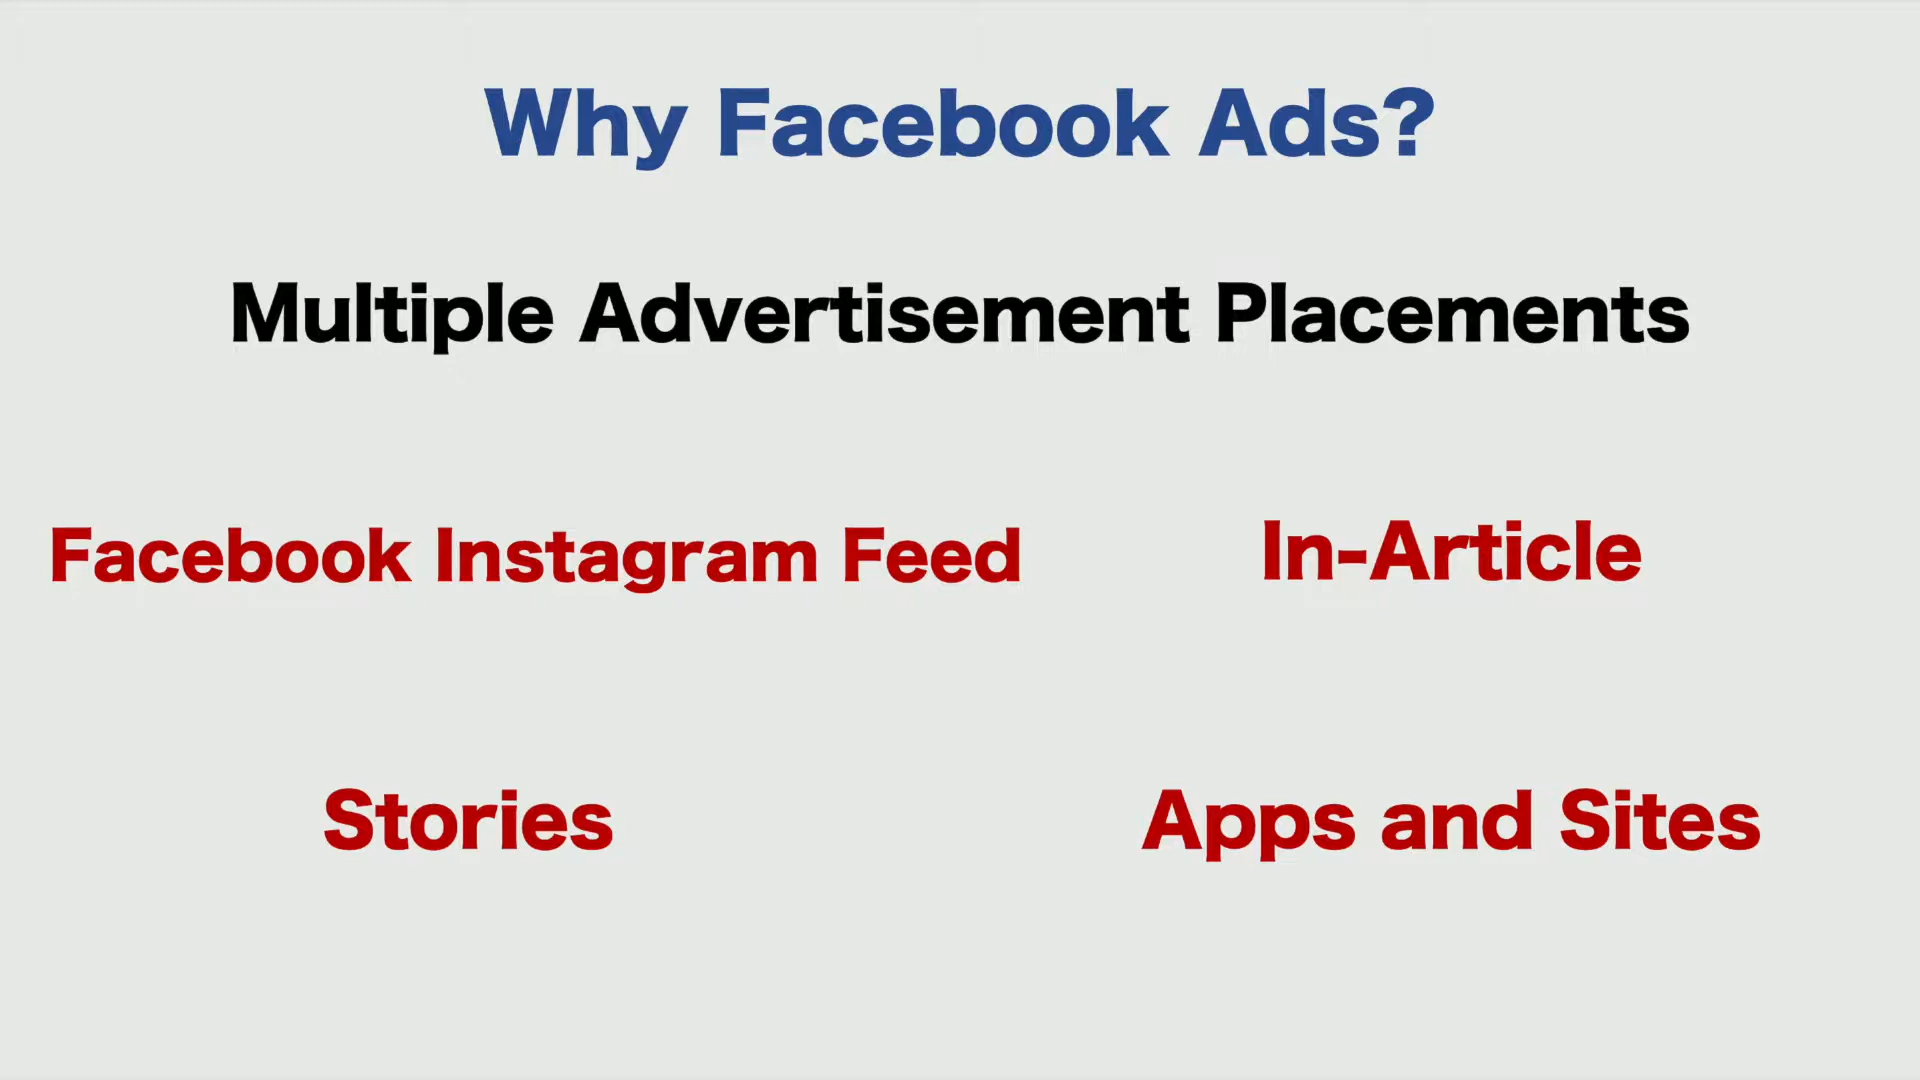 Why Facebook Ads?
Multiple Advertisement Placements
Facebook Instagram Feed
In-Article
Stories
Apps and Sites